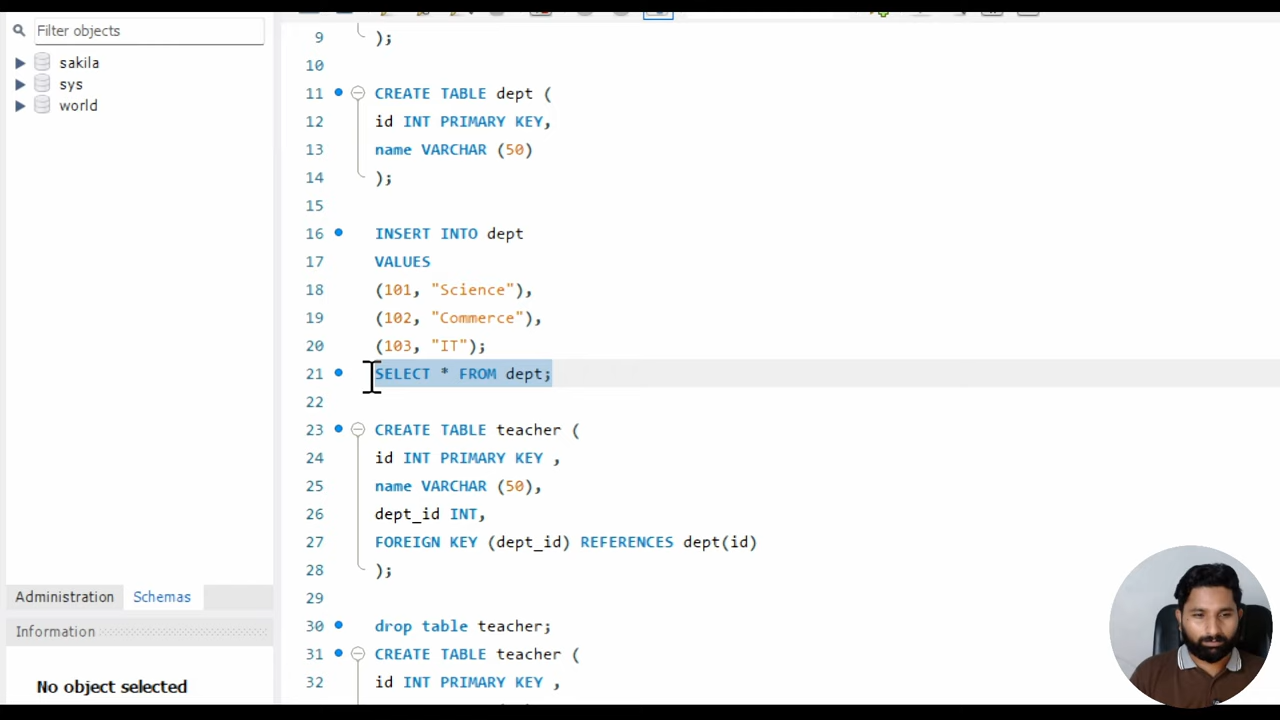 Filter objects
sakila
sys
world
Administration Schemas
Information
No object selected
9 );
10
11 CREATE TABLE dept (
12 id INT PRIMARY KEY,
13 name VARCHAR (50)
14 );
15
16 INSERT INTO dept
17 VALUES
18 (101, "Science"),
19 (102, "Commerce"),
20 (103, "IT");
21 SELECT * FROM dept;
22
23 CREATE TABLE teacher (
24 id INT PRIMARY KEY ,
25 name VARCHAR (50),
26 dept_id INT,
27 FOREIGN KEY (dept_id) REFERENCES dept(id)
28 );
29
30 drop table teacher;
31 CREATE TABLE teacher (
32 id INT PRIMARY KEY ,